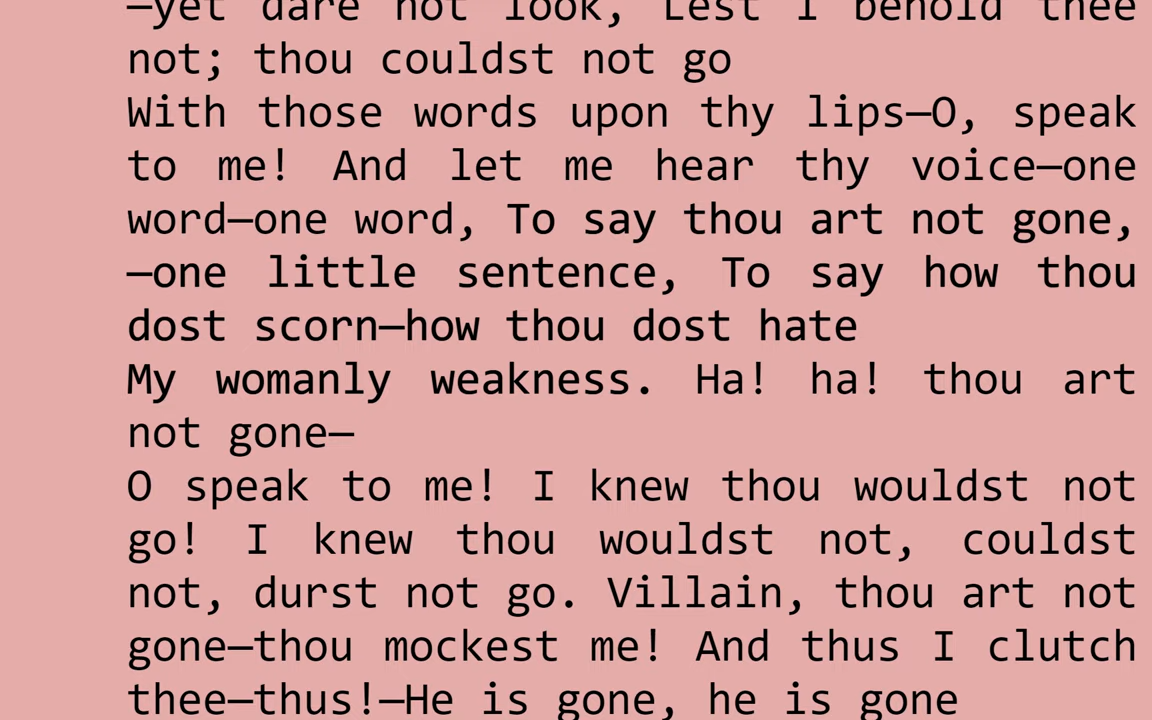 —yet dare not look, Lest I behold thee
not; thou couldst not go
With those words upon thy lips—O, speak
to me! And let me hear thy voice—one
word—one word, To say thou art not gone,
—one little sentence, To say how thou
dost scorn—how thou dost hate
My womanly weakness. Ha! ha! thou art
not gone—
O speak to me! I knew thou wouldst not
go! I knew thou wouldst not, couldst
not, durst not go. Villain, thou art not
gone—thou mockest me! And thus I clutch
thee—thus!—He is gone, he is gone